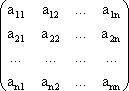 a11 a12 ... a1n
a21 a22 ... a2n
... ... ... ...
an1 an2 ... ann